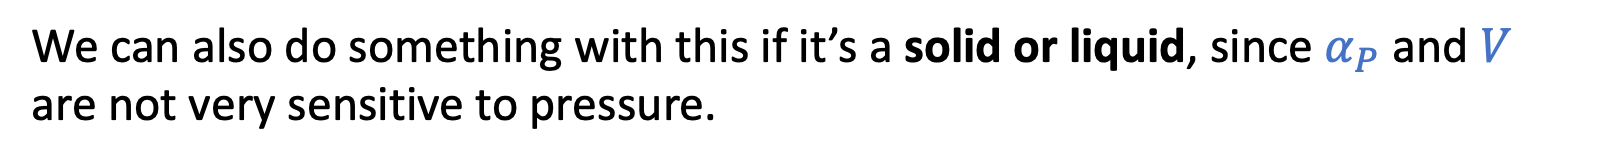 We can also do something with this if it’s a solid or liquid, since α_P and V
are not very sensitive to pressure.